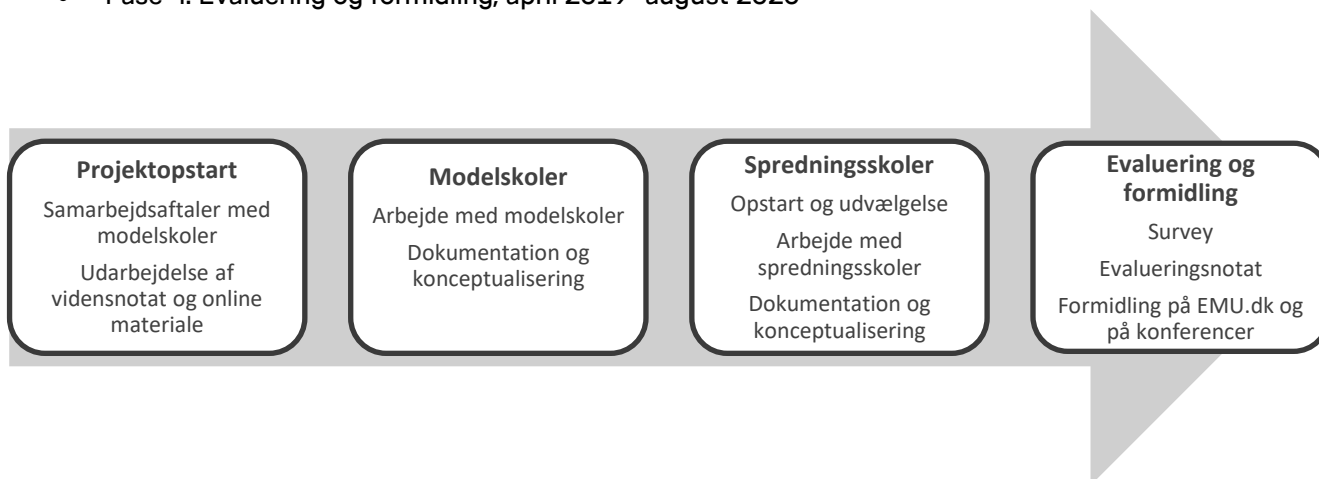 • Fase 4: Evaluering og formidling, april 2019- august 2020
Projektopstart
Samarbejdsaftaler med
modelskoler
Udarbejdelse af
vidensnotat og online
materiale
Modelskoler
Arbejde med modelskoler
Dokumentation og
konceptualisering
Spredningsskoler
Opstart og udvælgelse
Arbejde med
spredningsskoler
Dokumentation og
konceptualisering
Evaluering og
formidling
Survey
Evalueringsnotat
Formidling på EMU.dk og
på konferencer